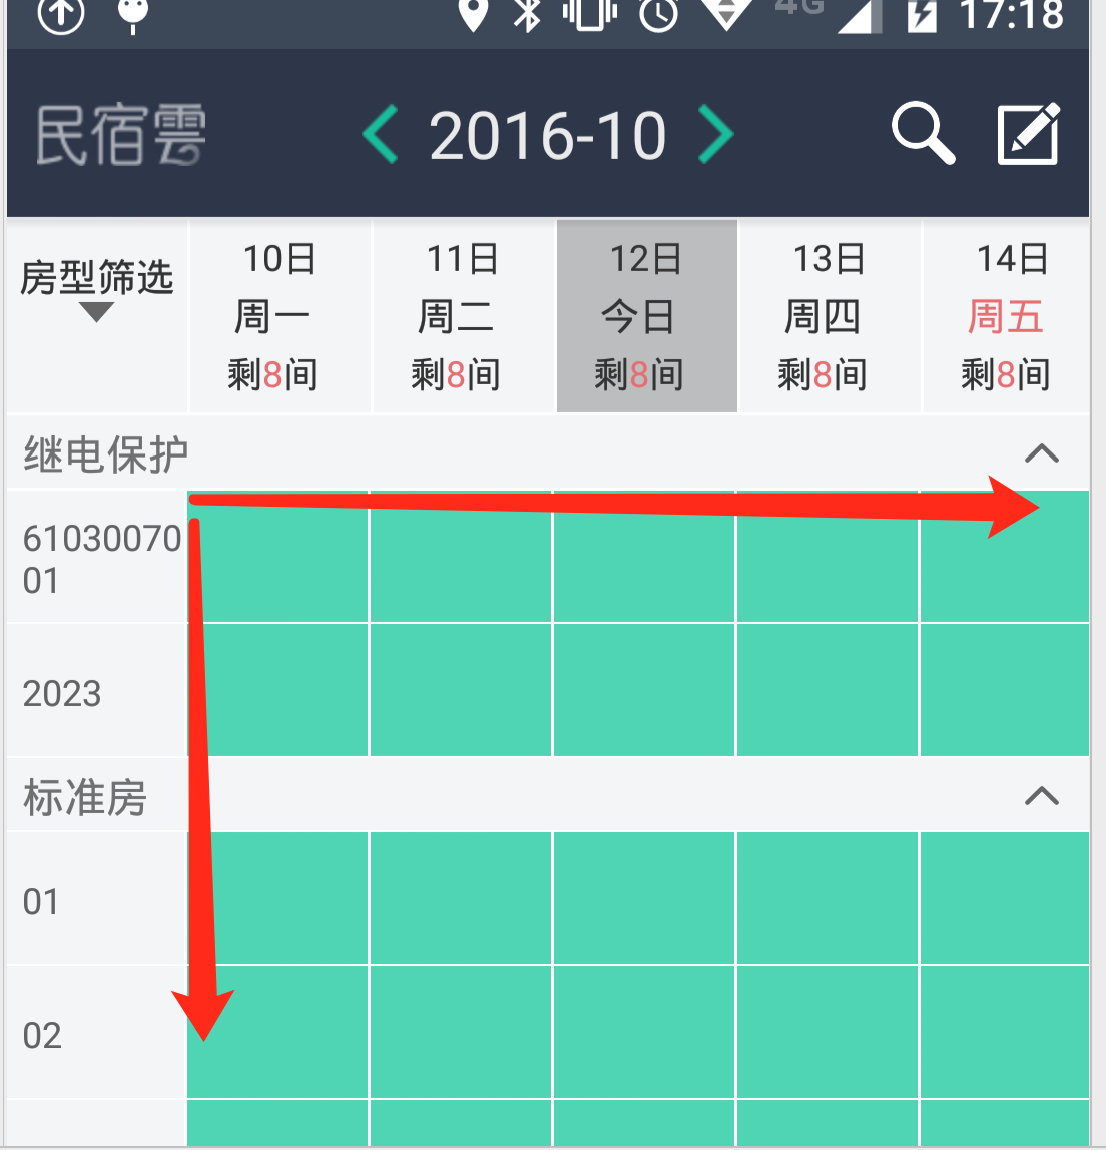 4G 17:18
民宿雲 2016-10
房型筛选
10日 11日 12日 13日 14日
周一 周二 今日 周四 周五
剩8间 剩8间 剩8间 剩8间 剩8间
继电保护
61030070
01
2023
标准房
01
02